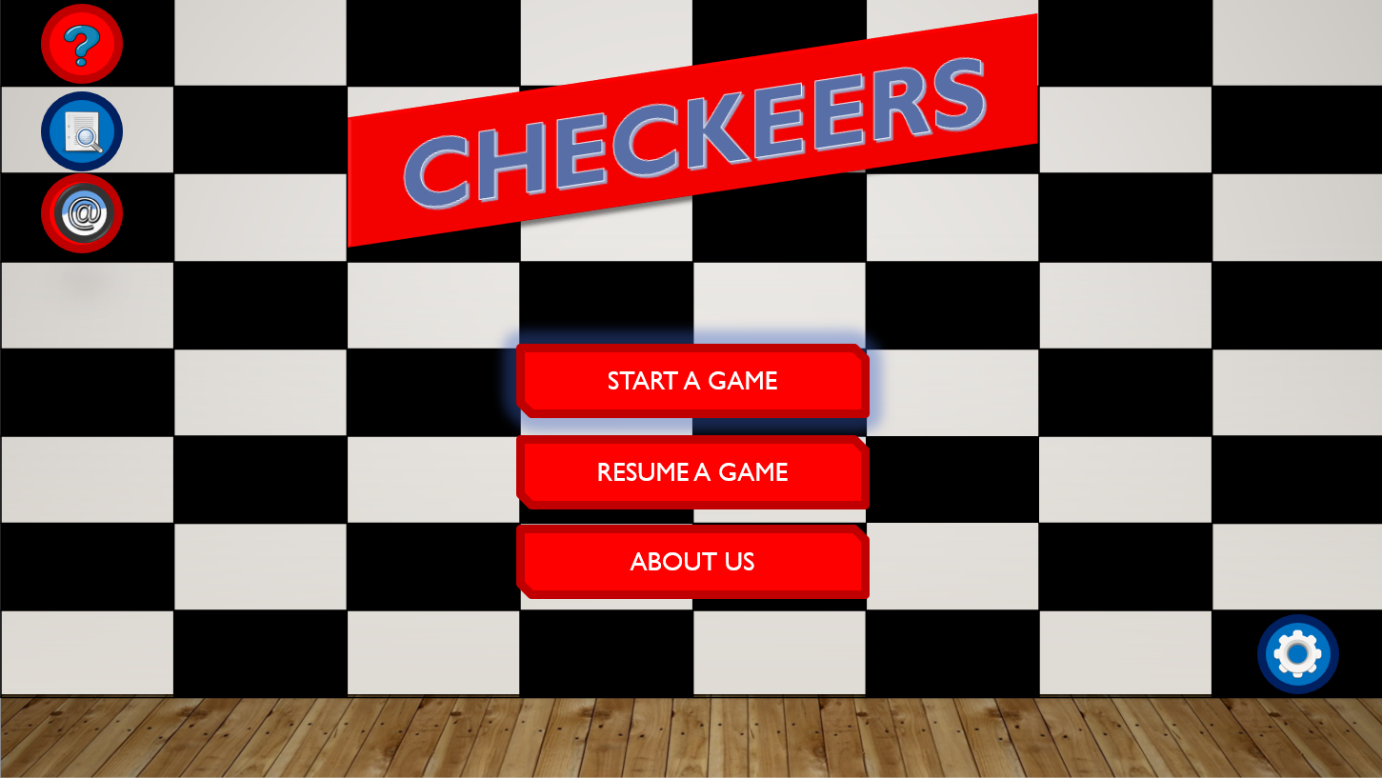 ?
CHECKEERS
@
START A GAME
RESUME A GAME
ABOUT US